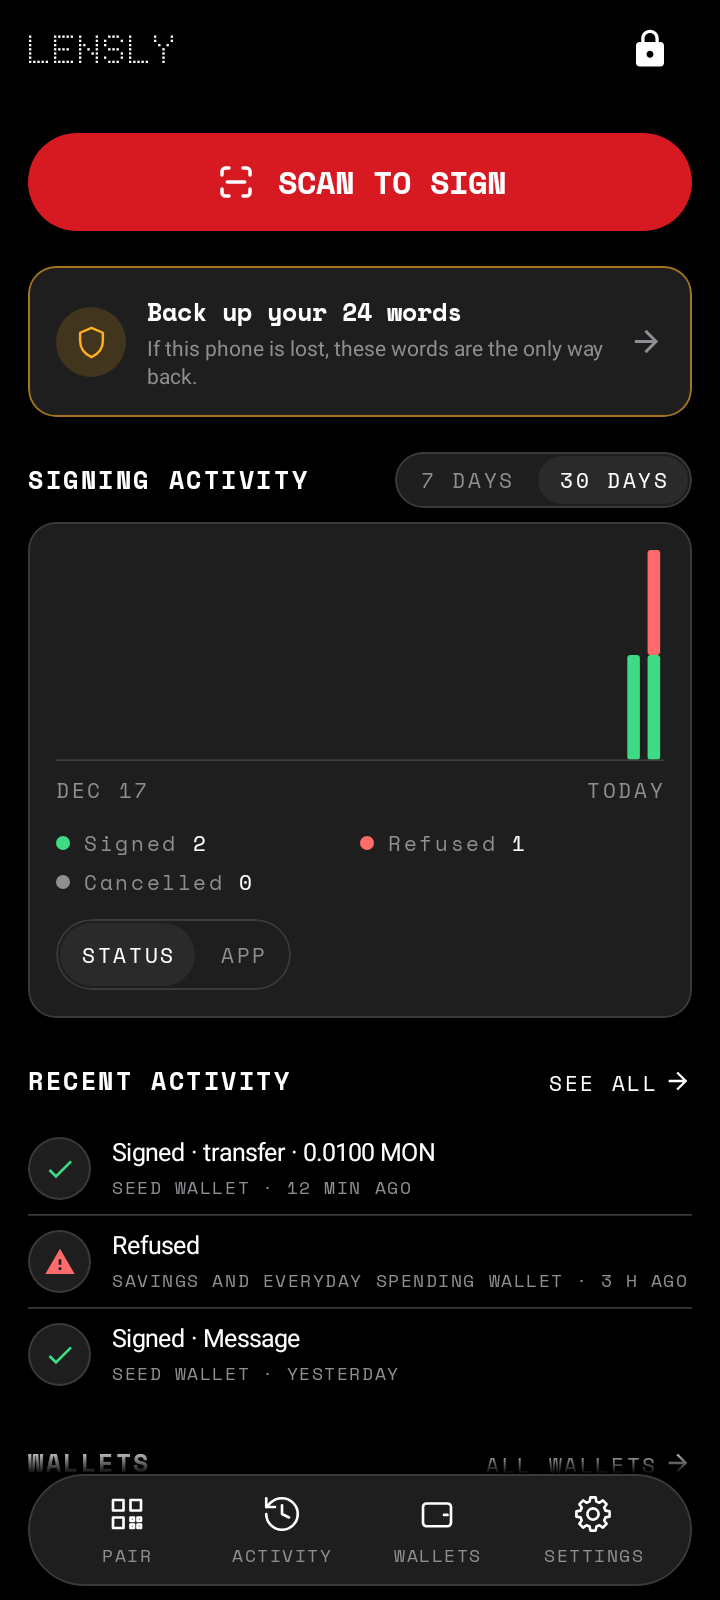 LENSLY
SCAN TO SIGN
Back up your 24 words
If this phone is lost, these words are the only way
back.
SIGNING ACTIVITY
7 DAYS
30 DAYS
DEC 17
TODAY
Signed 2
Refused 1
Cancelled 0
STATUS
APP
RECENT ACTIVITY
SEE ALL
Signed · transfer · 0.0100 MON
SEED WALLET · 12 MIN AGO
Refused
SAVINGS AND EVERYDAY SPENDING WALLET · 3 H AGO
Signed · Message
SEED WALLET · YESTERDAY
WALLETS
ALL WALLETS
PAIR
ACTIVITY
WALLETS
SETTINGS